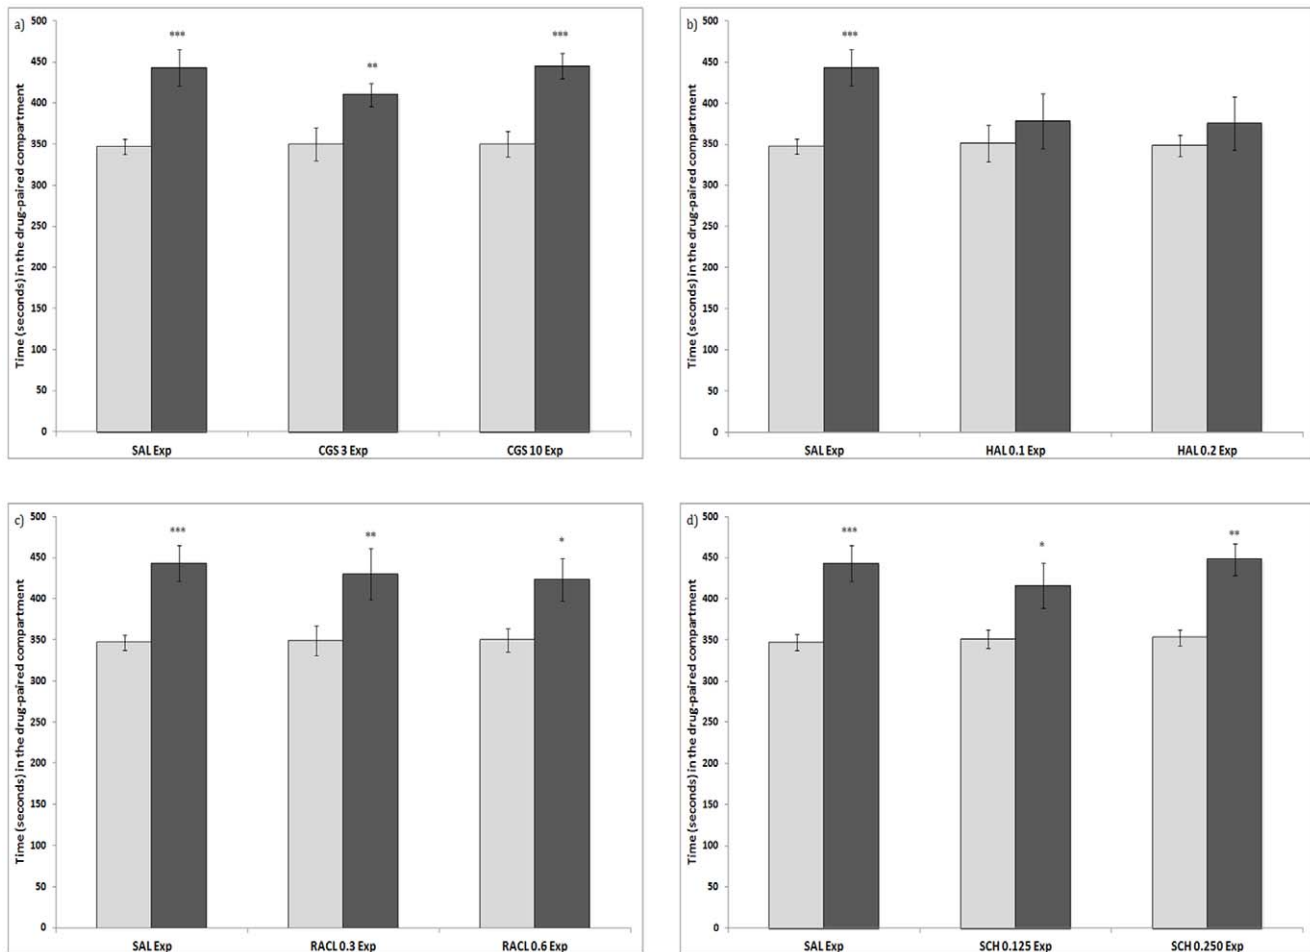 a)
Time (seconds) in the drug-paired compartment
500
450
400
350
300
250
200
150
100
50
0
***
**
***
SAL Exp
CGS 3 Exp
CGS 10 Exp
b)
Time (seconds) in the drug-paired compartment
500
450
400
350
300
250
200
150
100
50
0
***
SAL Exp
HAL 0.1 Exp
HAL 0.2 Exp
c)
Time (seconds) in the drug-paired compartment
500
450
400
350
300
250
200
150
100
50
0
***
**
*
SAL Exp
RACL 0.3 Exp
RACL 0.6 Exp
d)
Time (seconds) in the drug-paired compartment
500
450
400
350
300
250
200
150
100
50
0
***
*
**
SAL Exp
SCH 0.125 Exp
SCH 0.250 Exp